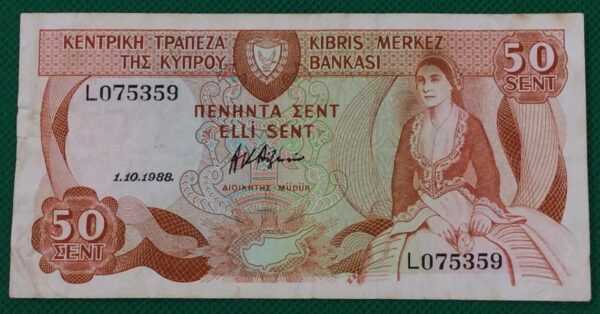 ΚΕΝΤΡΙΚΗ ΤΡΑΠΕΖΑ
ΤΗΣ ΚΥΠΡΟΥ
KIBRIS MERKEZ
BANKASI
50
SENT
L075359
ΠΕΝΗΝΤΑ ΣΕΝΤ
ELLİ SENT
1.10.1988.
ΔΙΟΙΚΗΤΗΣ - MÜDÜR
50
ΣΕΝΤ
L075359